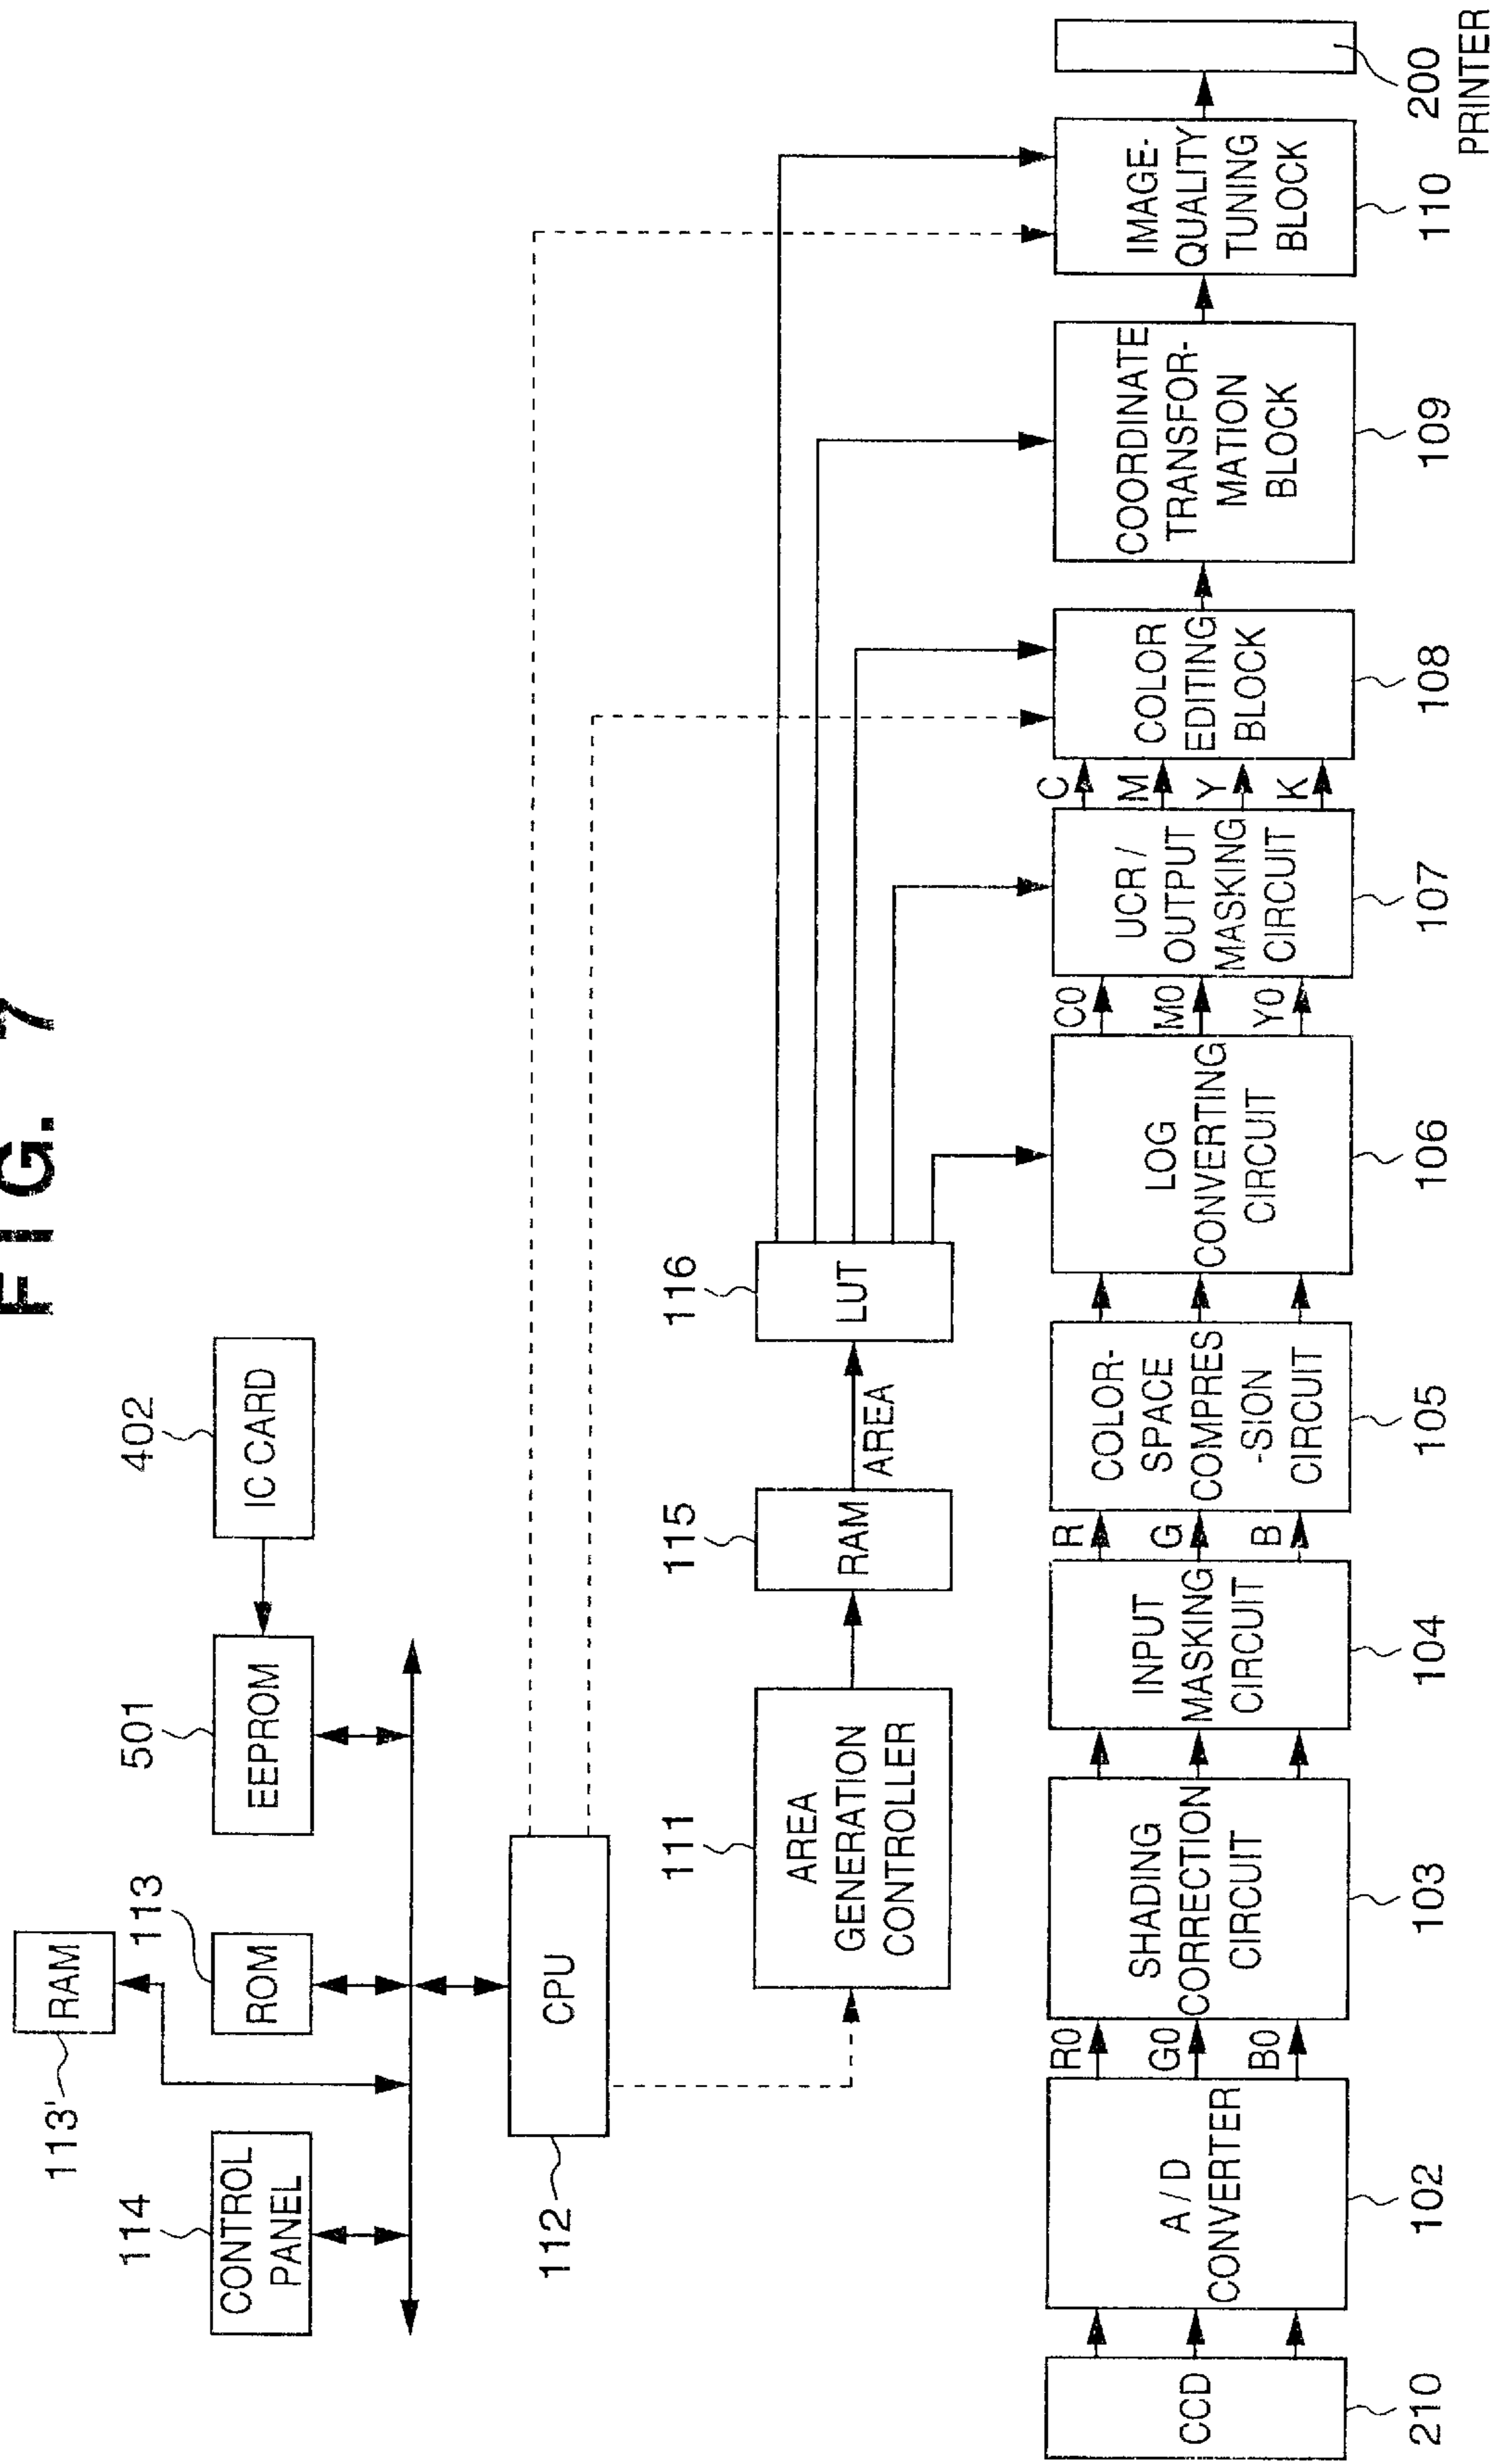 FIG. 7
RAM
113'
113
ROM
114
CONTROL
PANEL
501
EEPROM
402
IC CARD
CPU
112
111
AREA
GENERATION
CONTROLLER
115
RAM
AREA
116
LUT
CCD
210
A/D
CONVERTER
102
R0
G0
B0
SHADING
CORRECTION
CIRCUIT
103
INPUT
MASKING
CIRCUIT
104
R
G
B
COLOR-
SPACE
COMPRES
-SION
CIRCUIT
105
LOG
CONVERTING
CIRCUIT
106
C0
M0
Y0
UCR/
OUTPUT
MASKING
CIRCUIT
107
C
M
Y
K
COLOR
EDITING
BLOCK
108
COORDINATE
TRANSFOR-
MATION
BLOCK
109
IMAGE-
QUALITY
TUNING
BLOCK
110
200
PRINTER